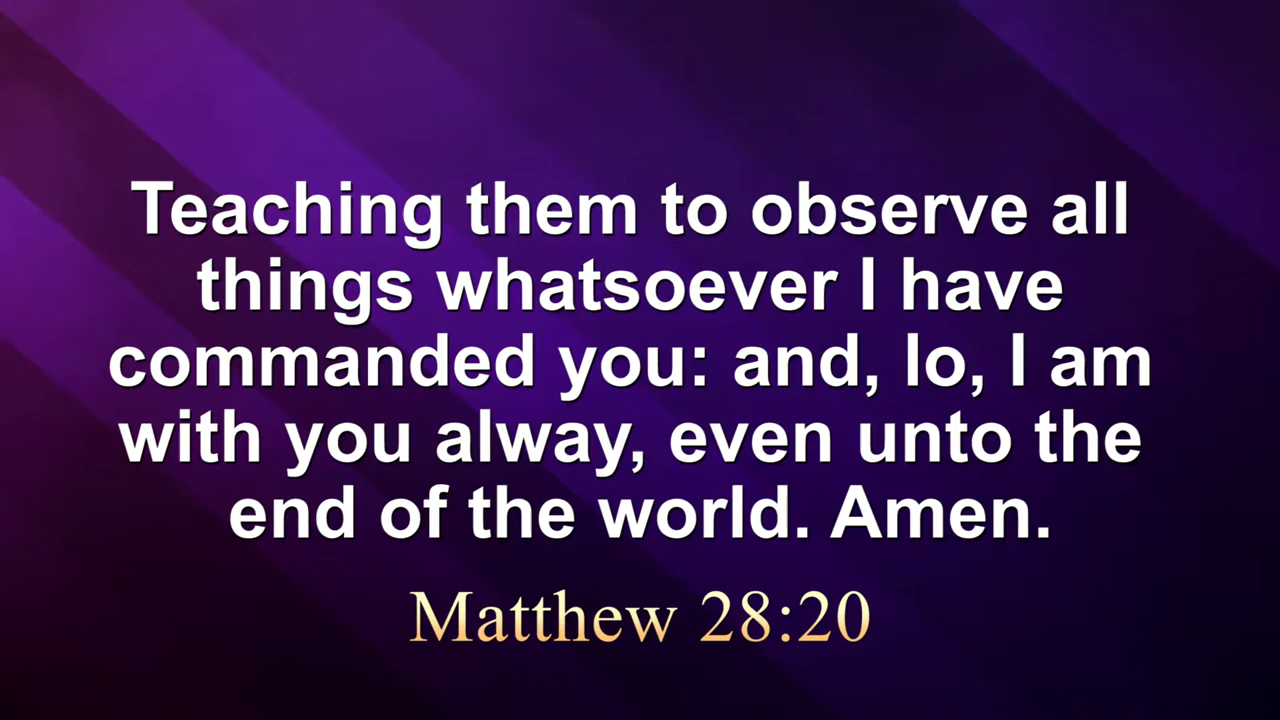 Teaching them to observe all
things whatsoever I have
commanded you: and, lo, I am
with you alway, even unto the
end of the world. Amen.
Matthew 28:20